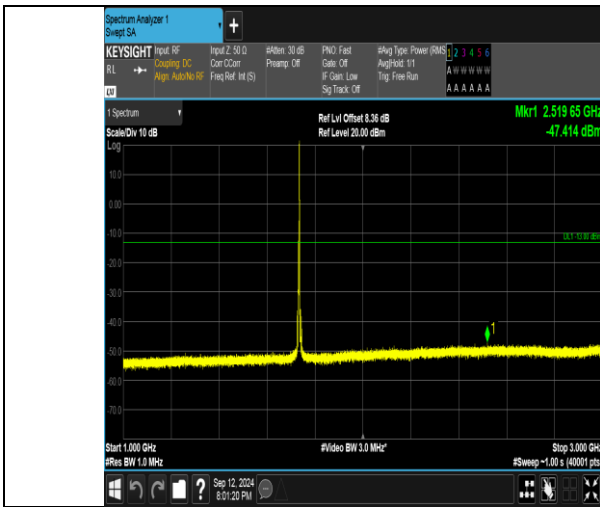 Spectrum Analyzer 1
Swept SA
+
KEYSIGHT Input: RF Input Z: 50 Ω #Atten: 30 dB PNO: Fast #Avg Type: Power (RMS 1 2 3 4 5 6
RL Coupling: DC Corr CCorr Preamp: Off Gate: Off Avg|Hold: 1/1 A W W W W W
Align: Auto/No RF Freq Ref: Int (S) IF Gain: Low Trig: Free Run
LXI Sig Track: Off A A A A A A
1 Spectrum Ref Lvl Offset 8.36 dB Mkr1 2.519 65 GHz
Scale/Div 10 dB Ref Level 20.00 dBm -47.414 dBm
Log
10.0
0.00
-10.0
DL1 -13.00 dBm
-20.0
-30.0
1
-40.0
-50.0
-60.0
-70.0
Start 1.000 GHz #Video BW 3.0 MHz* Stop 3.000 GHz
#Res BW 1.0 MHz #Sweep ~1.00 s (40001 pts
? Sep 12, 2024
8:01:20 PM